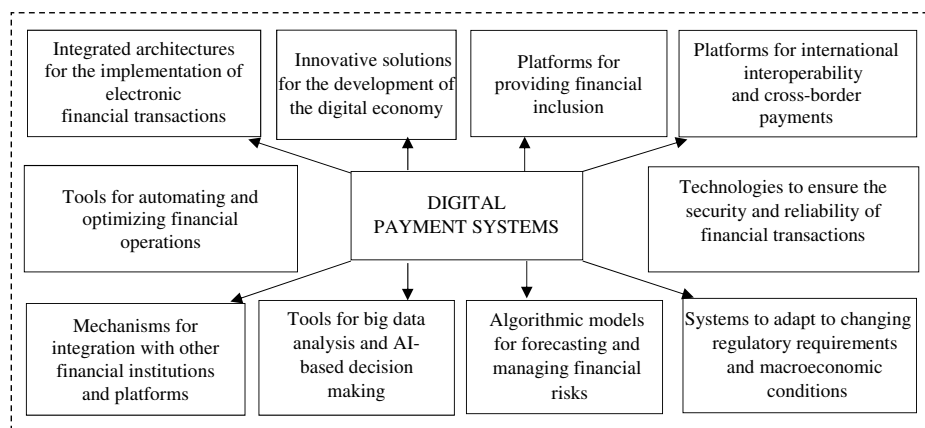 Integrated architectures
for the implementation of
electronic
financial transactions
Innovative solutions
for the development of
the digital economy
Platforms for
providing financial
inclusion
Platforms for international
interoperability
and cross-border
payments
Tools for automating and
optimizing financial
operations
DIGITAL
PAYMENT SYSTEMS
Technologies to ensure the
security and reliability of
financial transactions
Mechanisms for
integration with other
financial institutions
and platforms
Tools for big data
analysis and AI-
based decision
making
Algorithmic models
for forecasting and
managing financial
risks
Systems to adapt to changing
regulatory requirements
and macroeconomic
conditions